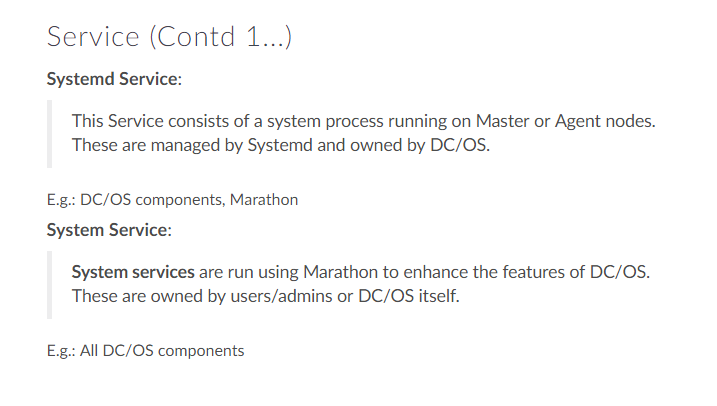 Service (Contd 1...)
Systemd Service:
This Service consists of a system process running on Master or Agent nodes.
These are managed by Systemd and owned by DC/OS.
E.g.: DC/OS components, Marathon
System Service:
System services are run using Marathon to enhance the features of DC/OS.
These are owned by users/admins or DC/OS itself.
E.g.: All DC/OS components